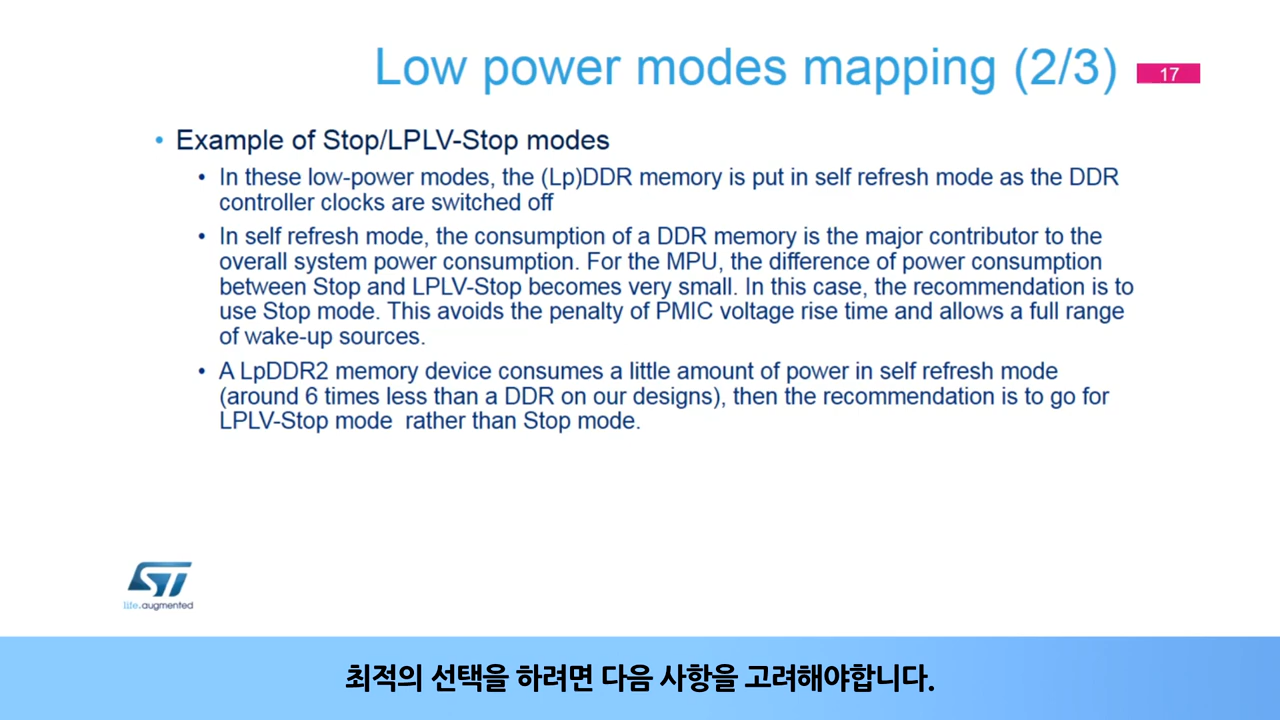 Low power modes mapping (2/3)
17
• Example of Stop/LPLV-Stop modes
• In these low-power modes, the (Lp)DDR memory is put in self refresh mode as the DDR
controller clocks are switched off
• In self refresh mode, the consumption of a DDR memory is the major contributor to the
overall system power consumption. For the MPU, the difference of power consumption
between Stop and LPLV-Stop becomes very small. In this case, the recommendation is to
use Stop mode. This avoids the penalty of PMIC voltage rise time and allows a full range
of wake-up sources.
• A LpDDR2 memory device consumes a little amount of power in self refresh mode
(around 6 times less than a DDR on our designs), then the recommendation is to go for
LPLV-Stop mode rather than Stop mode.
ST
life.augmented
최적의 선택을 하려면 다음 사항을 고려해야합니다.